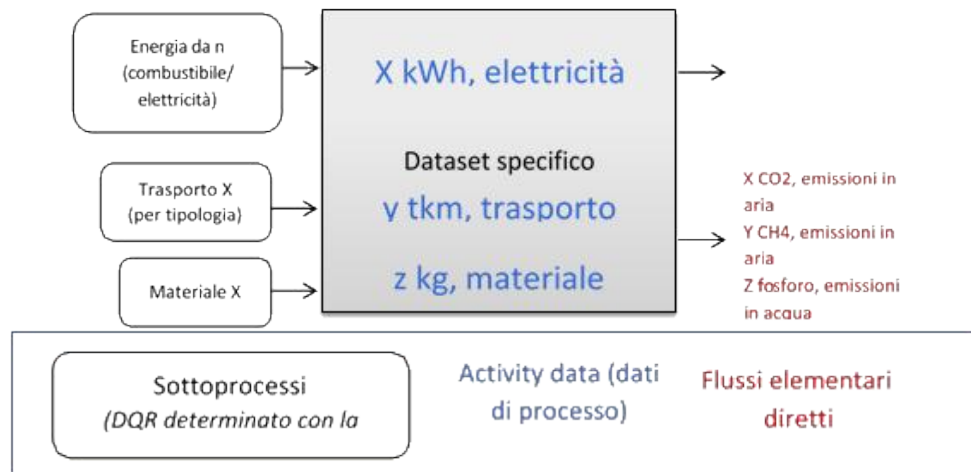 Energia da n
(combustibile/
elettricità)
X kWh, elettricità
Dataset specifico
Trasporto X
(per tipologia)
y tkm, trasporto
Materiale X
z kg, materiale
X CO2, emissioni in
aria
Y CH4, emissioni in
aria
Z fosforo, emissioni
in acqua
Sottoprocessi
(DQR determinato con la
Activity data (dati
di processo)
Flussi elementari
diretti